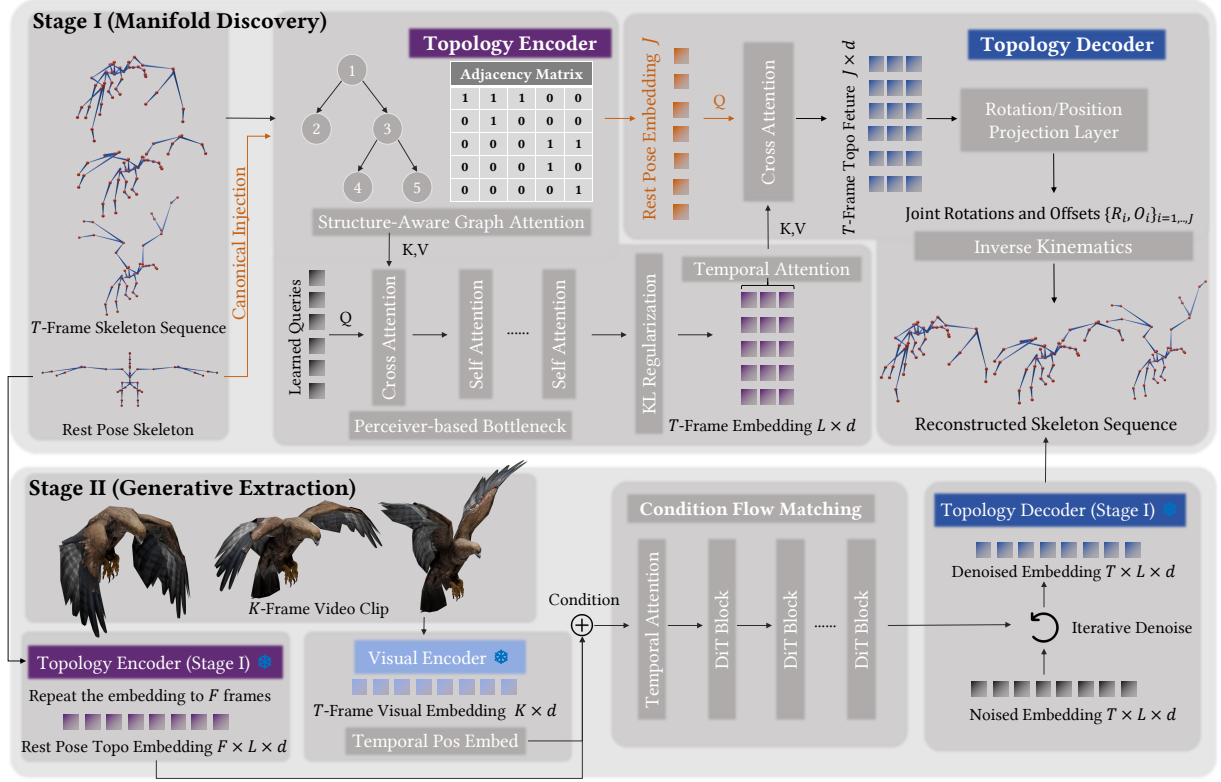 Stage I (Manifold Discovery)
T-Frame Skeleton Sequence
Rest Pose Skeleton
Canonical Injection
Topology Encoder
1
2
3
4
5
Adjacency Matrix
1 1 1 0 0
0 1 0 0 0
0 0 0 1 1
0 0 0 1 0
0 0 0 0 1
Structure-Aware Graph Attention
K,V
Learned Queries
Q
Cross Attention
Self Attention
......
Self Attention
Perceiver-based Bottleneck
KL Regularization
Temporal Attention
T-Frame Embedding L × d
K,V
Rest Pose Embedding J
Q
Cross Attention
T-Frame Topo Feture J × d
Topology Decoder
Rotation/Position
Projection Layer
Joint Rotations and Offsets {R_i, O_i}_{i=1,..,J}
Inverse Kinematics
Reconstructed Skeleton Sequence
Stage II (Generative Extraction)
K-Frame Video Clip
Topology Encoder (Stage I)
Repeat the embedding to F frames
Rest Pose Topo Embedding F × L × d
Visual Encoder
T-Frame Visual Embedding K × d
Temporal Pos Embed
Condition
Condition Flow Matching
Temporal Attention
DiT Block
DiT Block
......
DiT Block
Topology Decoder (Stage I)
Denoised Embedding T × L × d
Iterative Denoise
Noised Embedding T × L × d